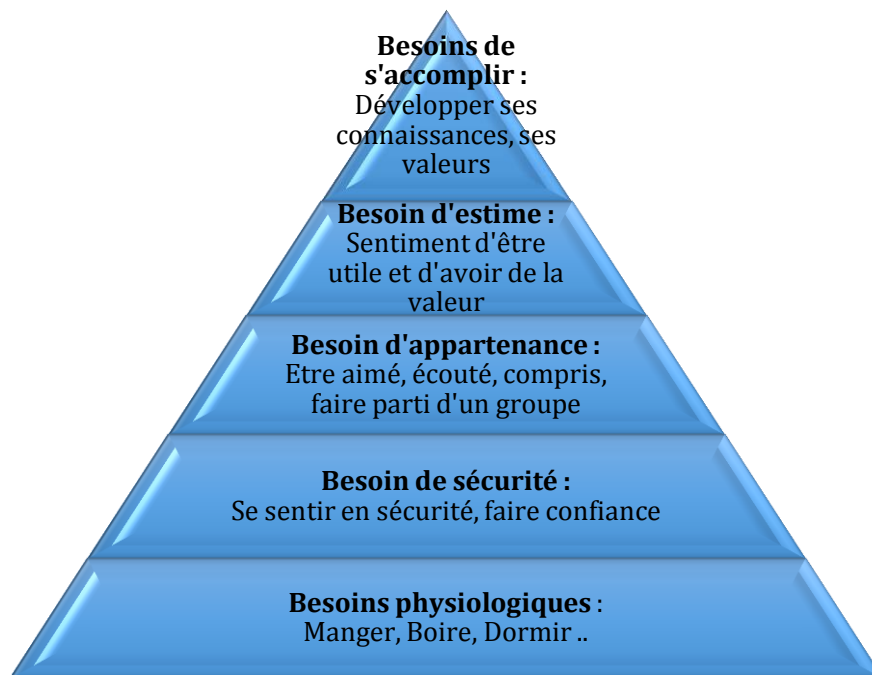 Besoins de
s'accomplir :
Développer ses
connaissances, ses
valeurs
Besoin d'estime :
Sentiment d'être
utile et d'avoir de la
valeur
Besoin d'appartenance :
Etre aimé, écouté, compris,
faire parti d'un groupe
Besoin de sécurité :
Se sentir en sécurité, faire confiance
Besoins physiologiques :
Manger, Boire, Dormir ..